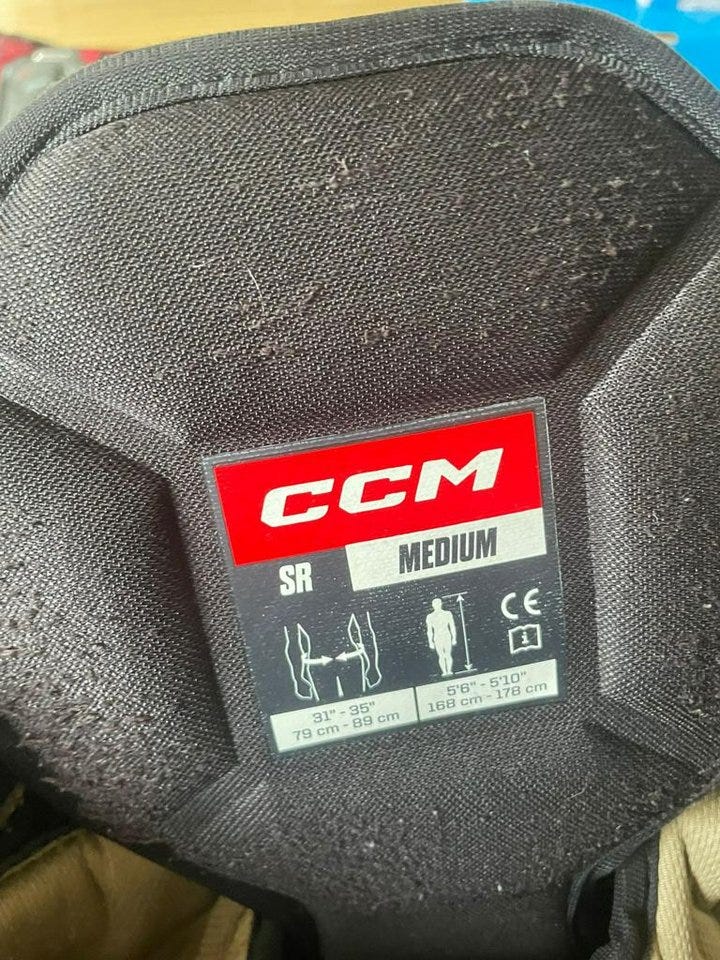 CCM
SR MEDIUM
CE
i
31" - 35"
79 cm - 89 cm
5'6" - 5'10"
168 cm - 178 cm